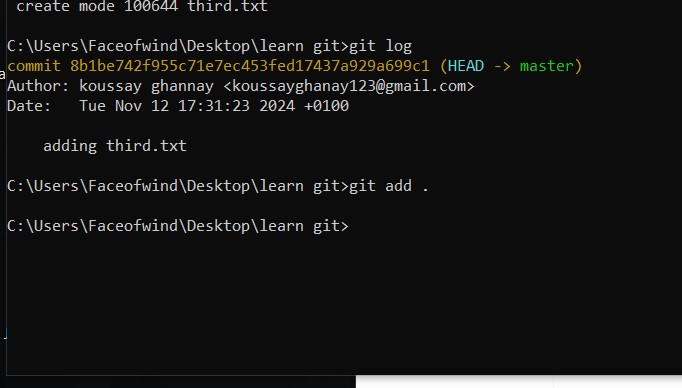 create mode 100644 third.txt
C:\Users\Faceofwind\Desktop\learn git>git log
commit 8b1be742f955c71e7ec453fed17437a929a699c1 (HEAD -> master)
Author: koussay ghannay <koussayghanay123@gmail.com>
Date:   Tue Nov 12 17:31:23 2024 +0100
adding third.txt
C:\Users\Faceofwind\Desktop\learn git>git add .
C:\Users\Faceofwind\Desktop\learn git>